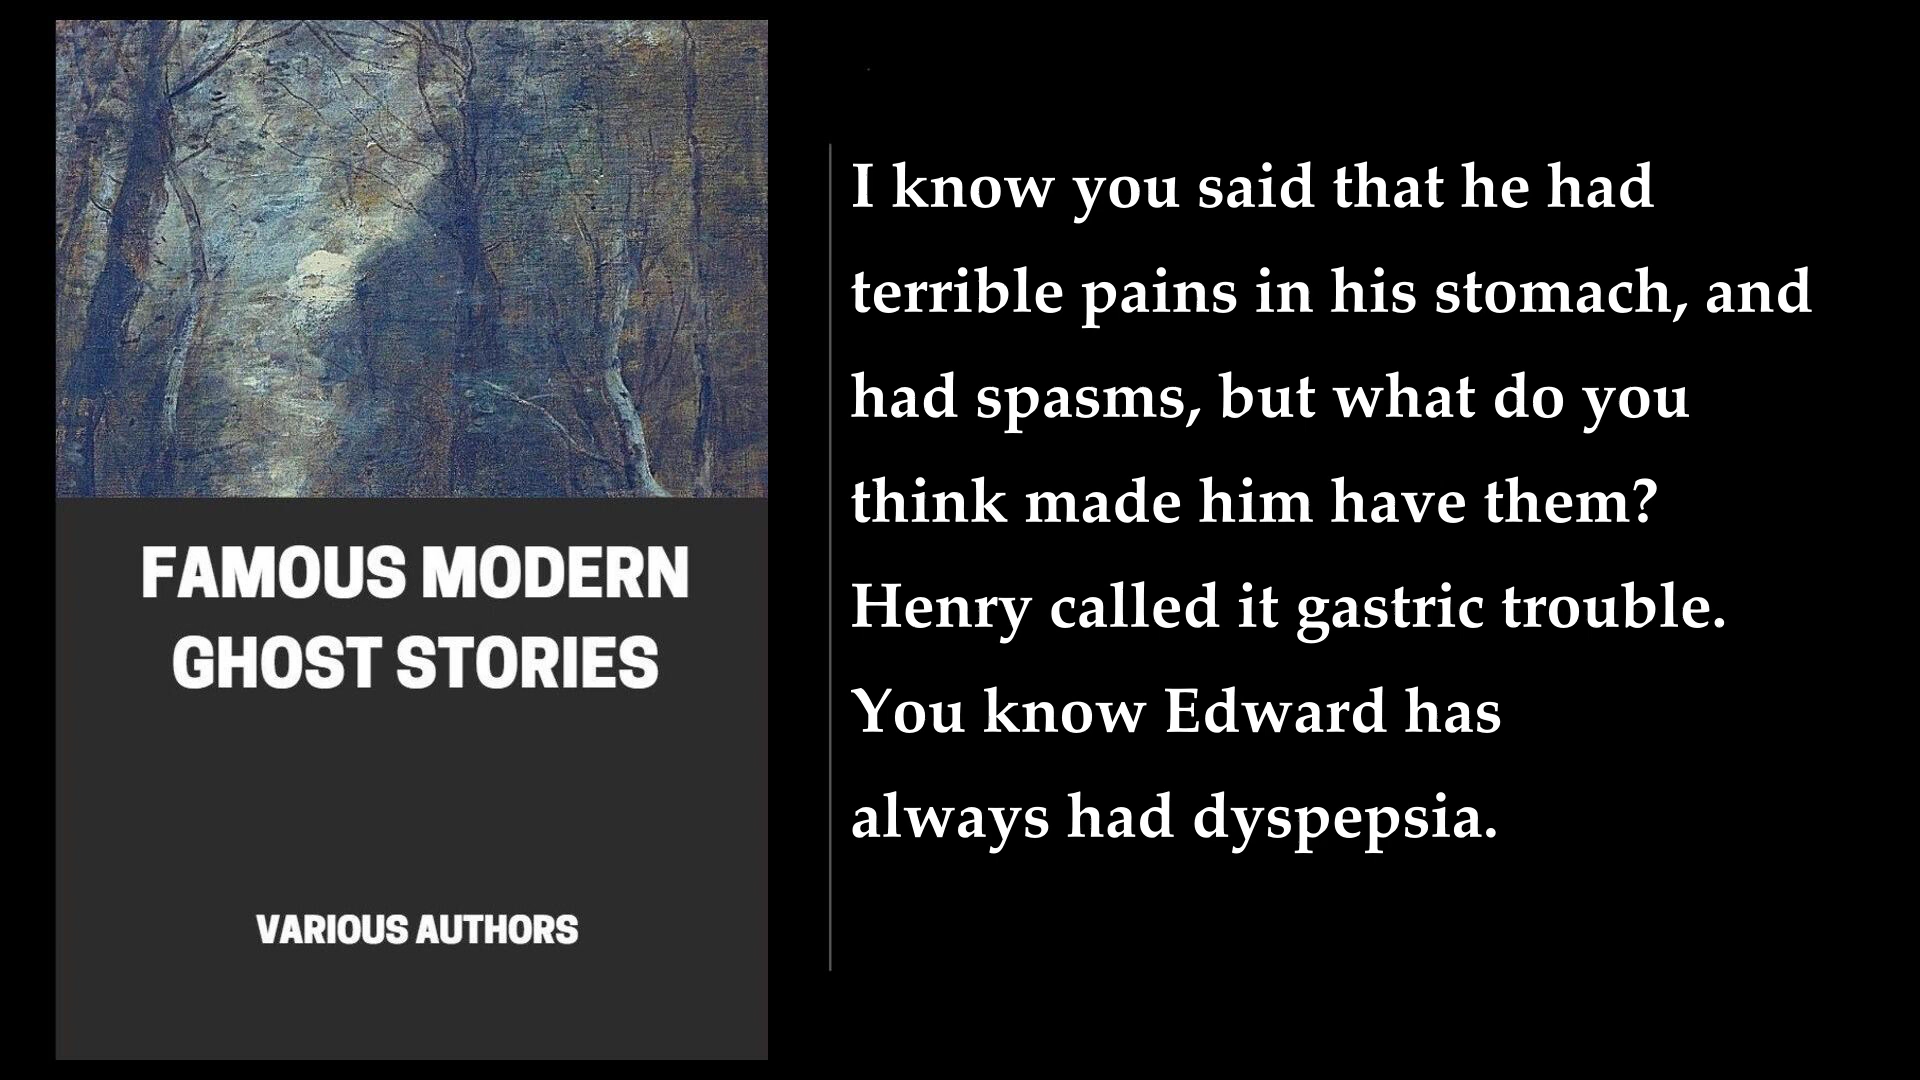 FAMOUS MODERN
GHOST STORIES
VARIOUS AUTHORS
I know you said that he had
terrible pains in his stomach, and
had spasms, but what do you
think made him have them?
Henry called it gastric trouble.
You know Edward has
always had dyspepsia.